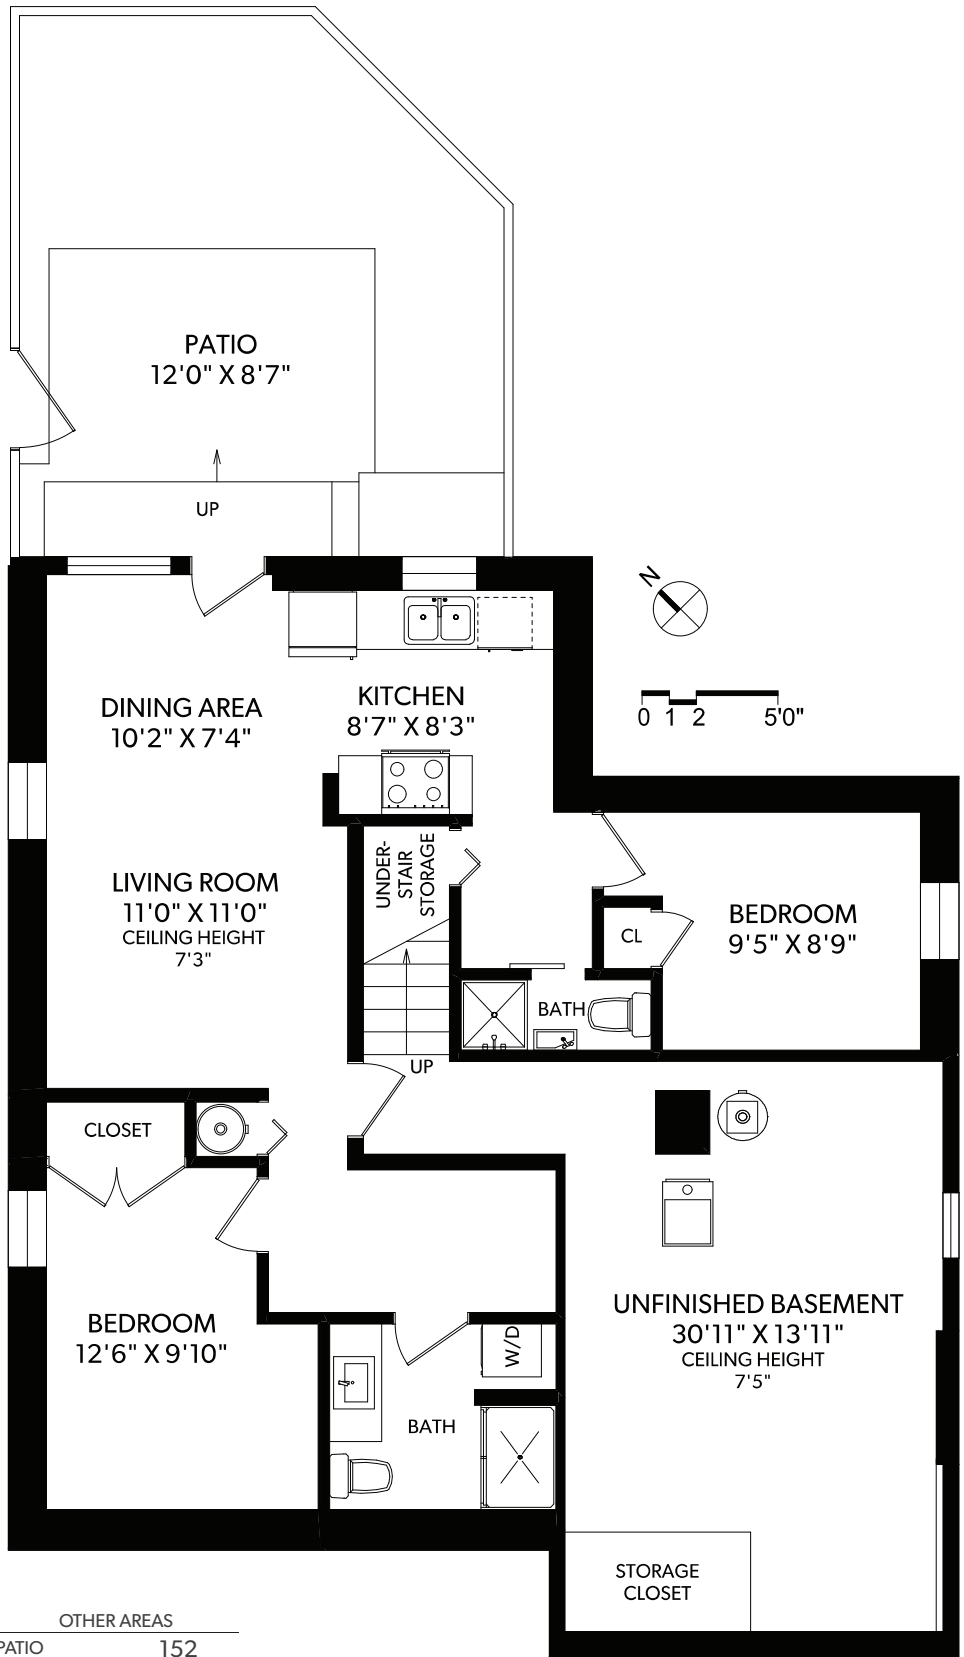 PATIO
12'0" X 8'7"
UP
N
0 1 2 5'0"
DINING AREA
10'2" X 7'4"
KITCHEN
8'7" X 8'3"
UNDER-
STAIR
STORAGE
LIVING ROOM
11'0" X 11'0"
CEILING HEIGHT
7'3"
CL
BEDROOM
9'5" X 8'9"
BATH
UP
CLOSET
BEDROOM
12'6" X 9'10"
W/D
BATH
UNFINISHED BASEMENT
30'11" X 13'11"
CEILING HEIGHT
7'5"
STORAGE
CLOSET
OTHER AREAS
PATIO 152